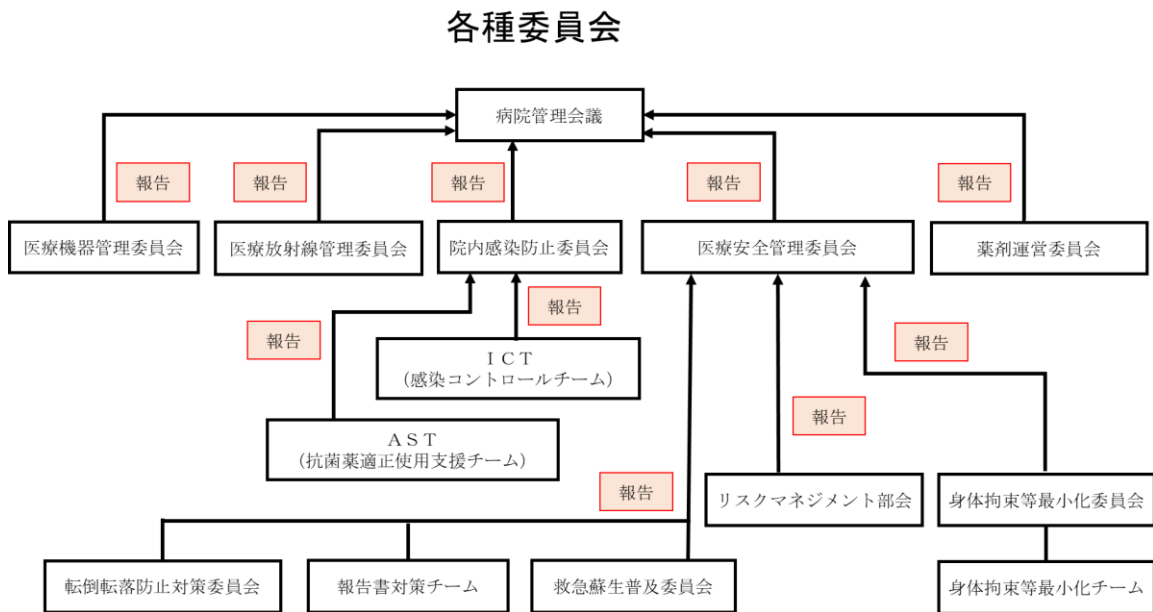 各種委員会
病院管理会議
報告
報告
報告
報告
報告
医療機器管理委員会
医療放射線管理委員会
院内感染防止委員会
医療安全管理委員会
薬剤運営委員会
報告
報告
報告
ＩＣＴ
（感染コントロールチーム）
報告
ＡＳＴ
（抗菌薬適正使用支援チーム）
報告
リスクマネジメント部会
身体拘束等最小化委員会
転倒転落防止対策委員会
報告書対策チーム
救急蘇生普及委員会
身体拘束等最小化チーム